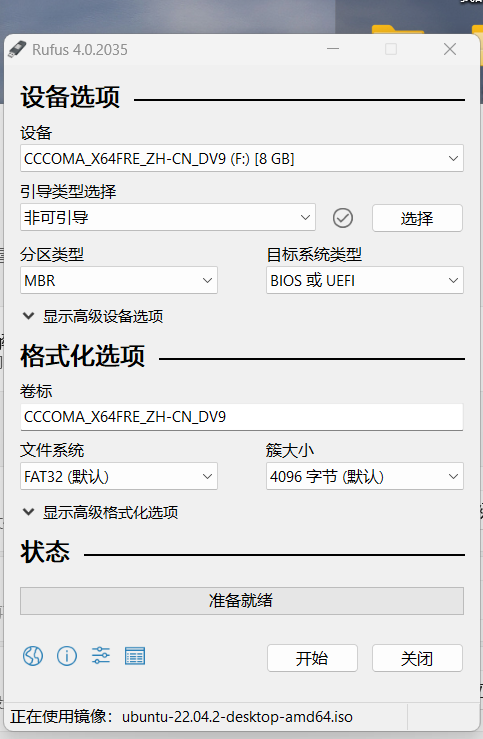 Rufus 4.0.2035
设备选项
设备
CCCOMA_X64FRE_ZH-CN_DV9 (F:) [8 GB]
引导类型选择
非可引导
选择
分区类型
目标系统类型
MBR
BIOS 或 UEFI
显示高级设备选项
格式化选项
卷标
CCCOMA_X64FRE_ZH-CN_DV9
文件系统
簇大小
FAT32 (默认)
4096 字节 (默认)
显示高级格式化选项
状态
准备就绪
开始
关闭
正在使用镜像：ubuntu-22.04.2-desktop-amd64.iso